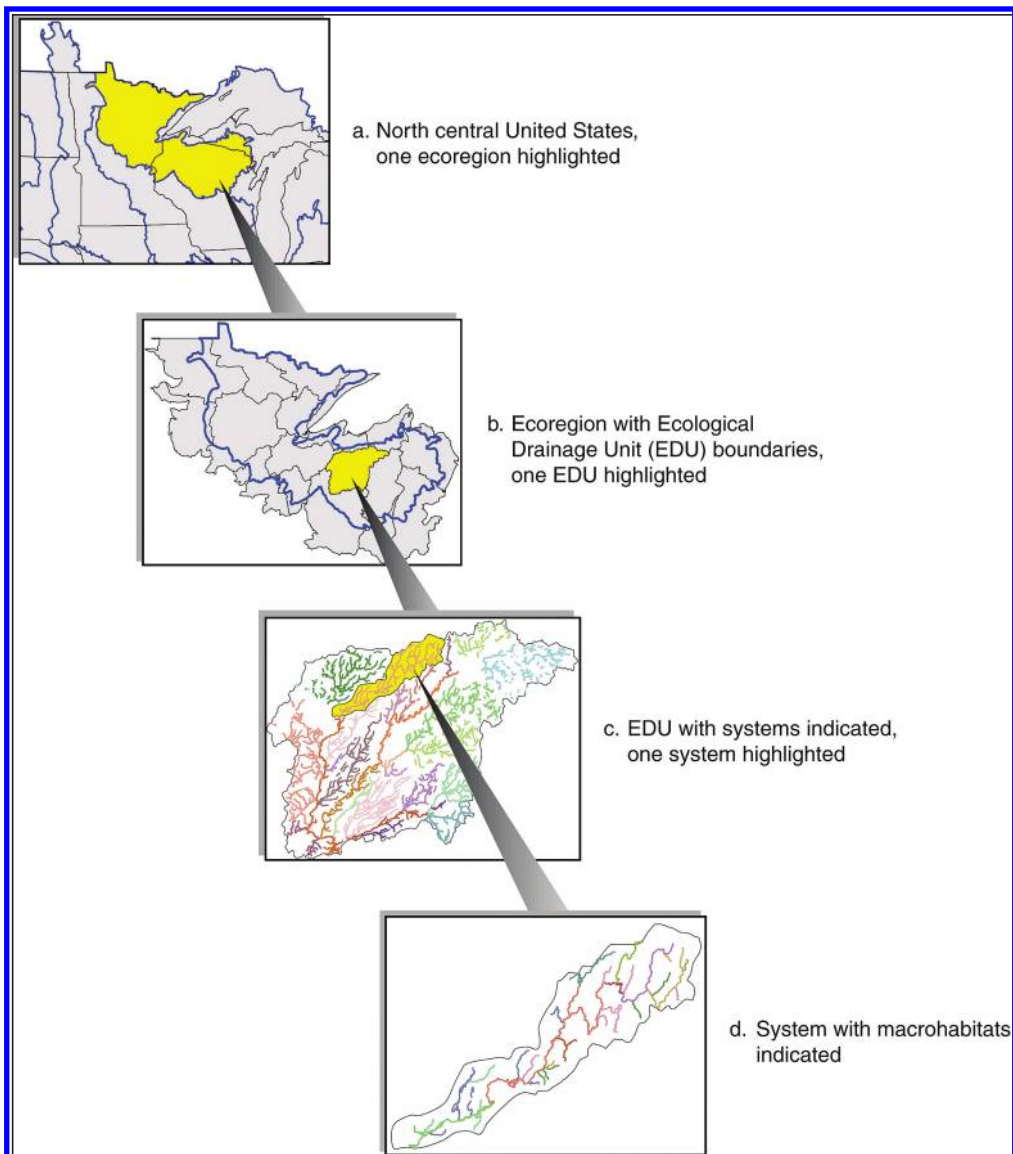 a. North central United States,
one ecoregion highlighted
b. Ecoregion with Ecological
Drainage Unit (EDU) boundaries,
one EDU highlighted
c. EDU with systems indicated,
one system highlighted
d. System with macrohabitats
indicated